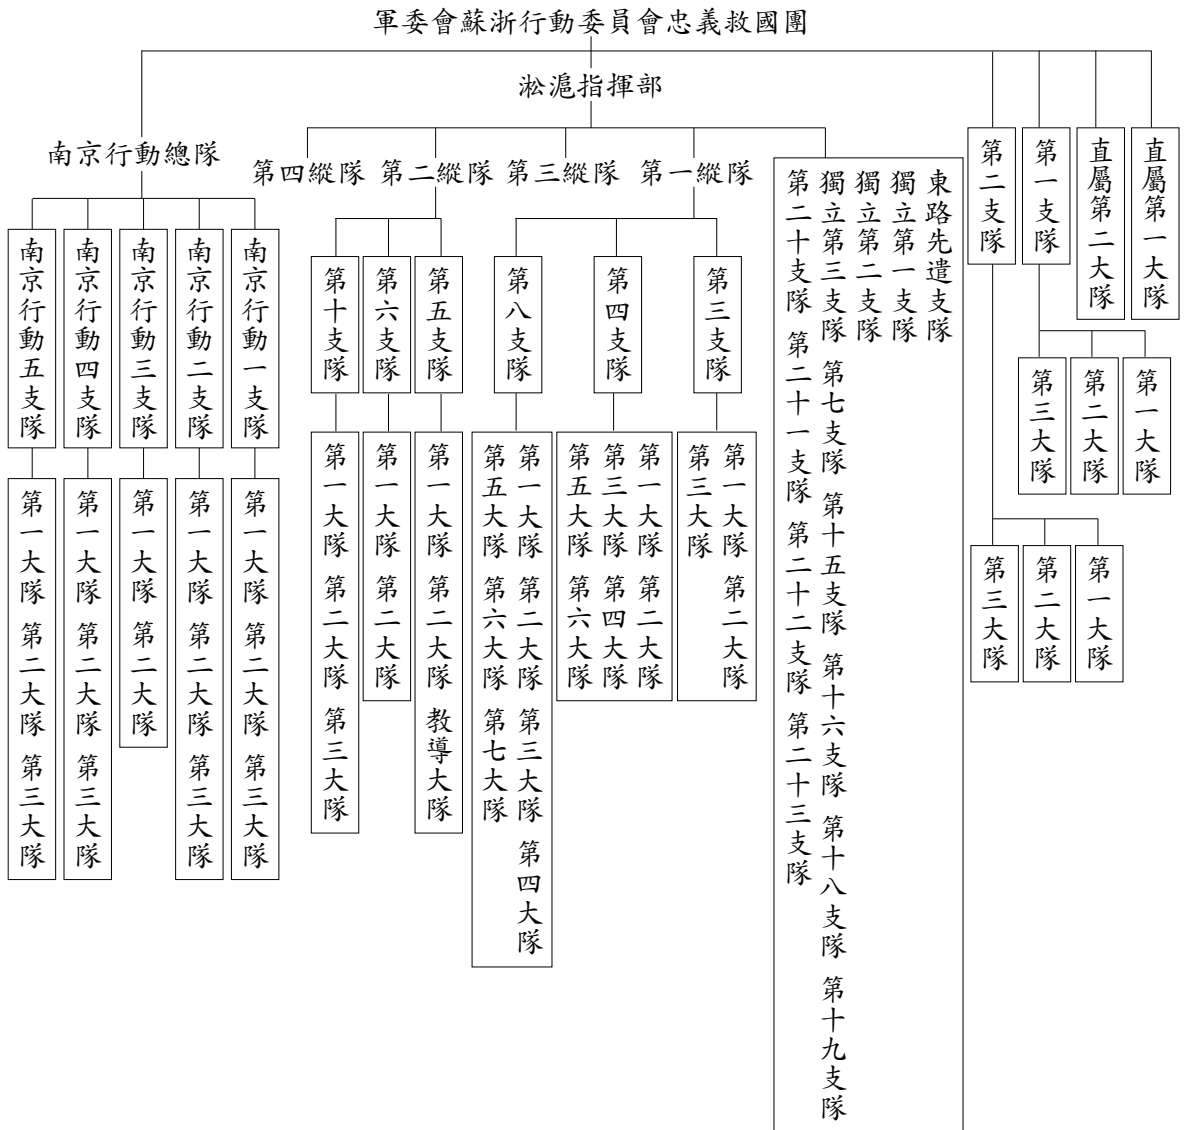 軍委會蘇浙行動委員會忠義救國團
淞滬指揮部
直屬第一大隊
直屬第二大隊
第一支隊
第一大隊
第二大隊
第三大隊
第二支隊
第一大隊
第二大隊
第三大隊
東路先遣支隊
獨立第一支隊
獨立第二支隊
獨立第三支隊 第七支隊 第十五支隊 第十六支隊 第十八支隊 第十九支隊
第二十支隊 第二十一支隊 第二十二支隊 第二十三支隊
第一縱隊
第三支隊
第一大隊 第二大隊
第三大隊
第四支隊
第一大隊 第二大隊
第三大隊 第四大隊
第五大隊 第六大隊
第八支隊
第一大隊 第二大隊 第三大隊 第四大隊
第五大隊 第六大隊 第七大隊
第三縱隊
第二縱隊
第五支隊
第一大隊 第二大隊 教導大隊
第六支隊
第一大隊 第二大隊
第十支隊
第一大隊 第二大隊 第三大隊
第四縱隊
南京行動總隊
南京行動一支隊
第一大隊 第二大隊 第三大隊
南京行動二支隊
第一大隊 第二大隊 第三大隊
南京行動三支隊
第一大隊 第二大隊
南京行動四支隊
第一大隊 第二大隊 第三大隊
南京行動五支隊
第一大隊 第二大隊 第三大隊